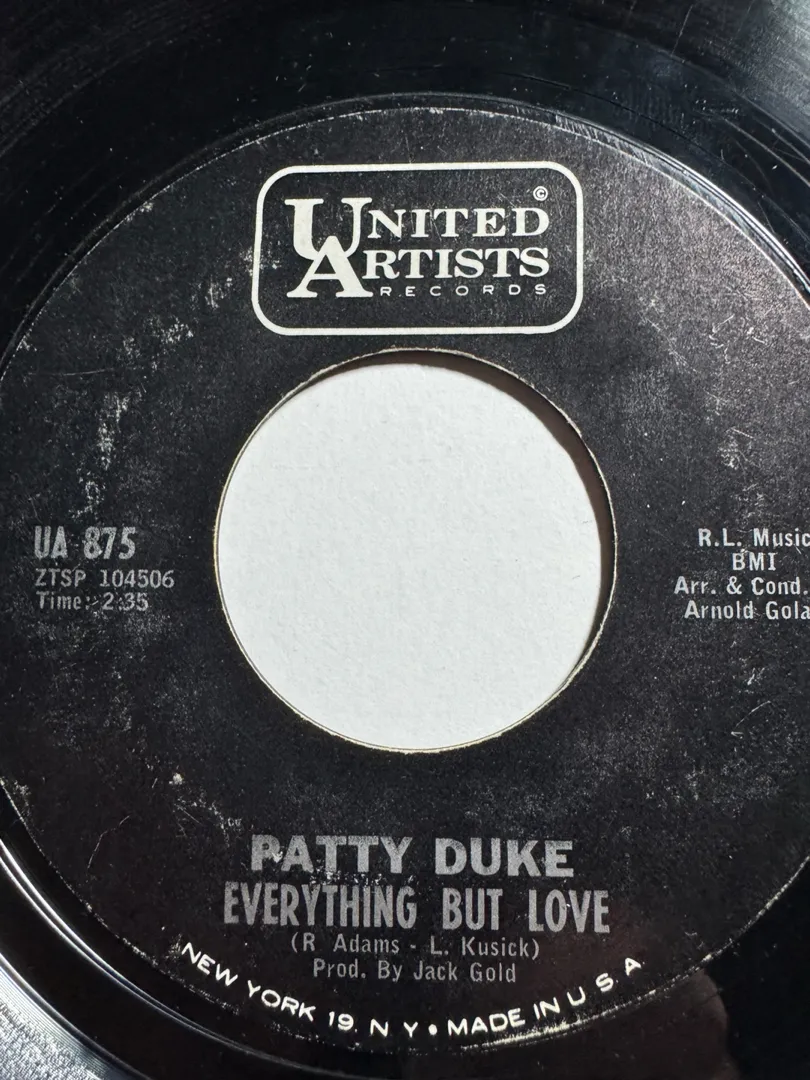 ©
UNITED
ARTISTS
RECORDS
UA 875
ZTSP 104506
Time: 2:35
R.L. Music
BMI
Arr. & Cond.
Arnold
PATTY DUKE
EVERYTHING BUT LOVE
(R Adams - L. Kusick)
Prod. By Jack Gold
NEW YORK 19, N Y • MADE IN U S A